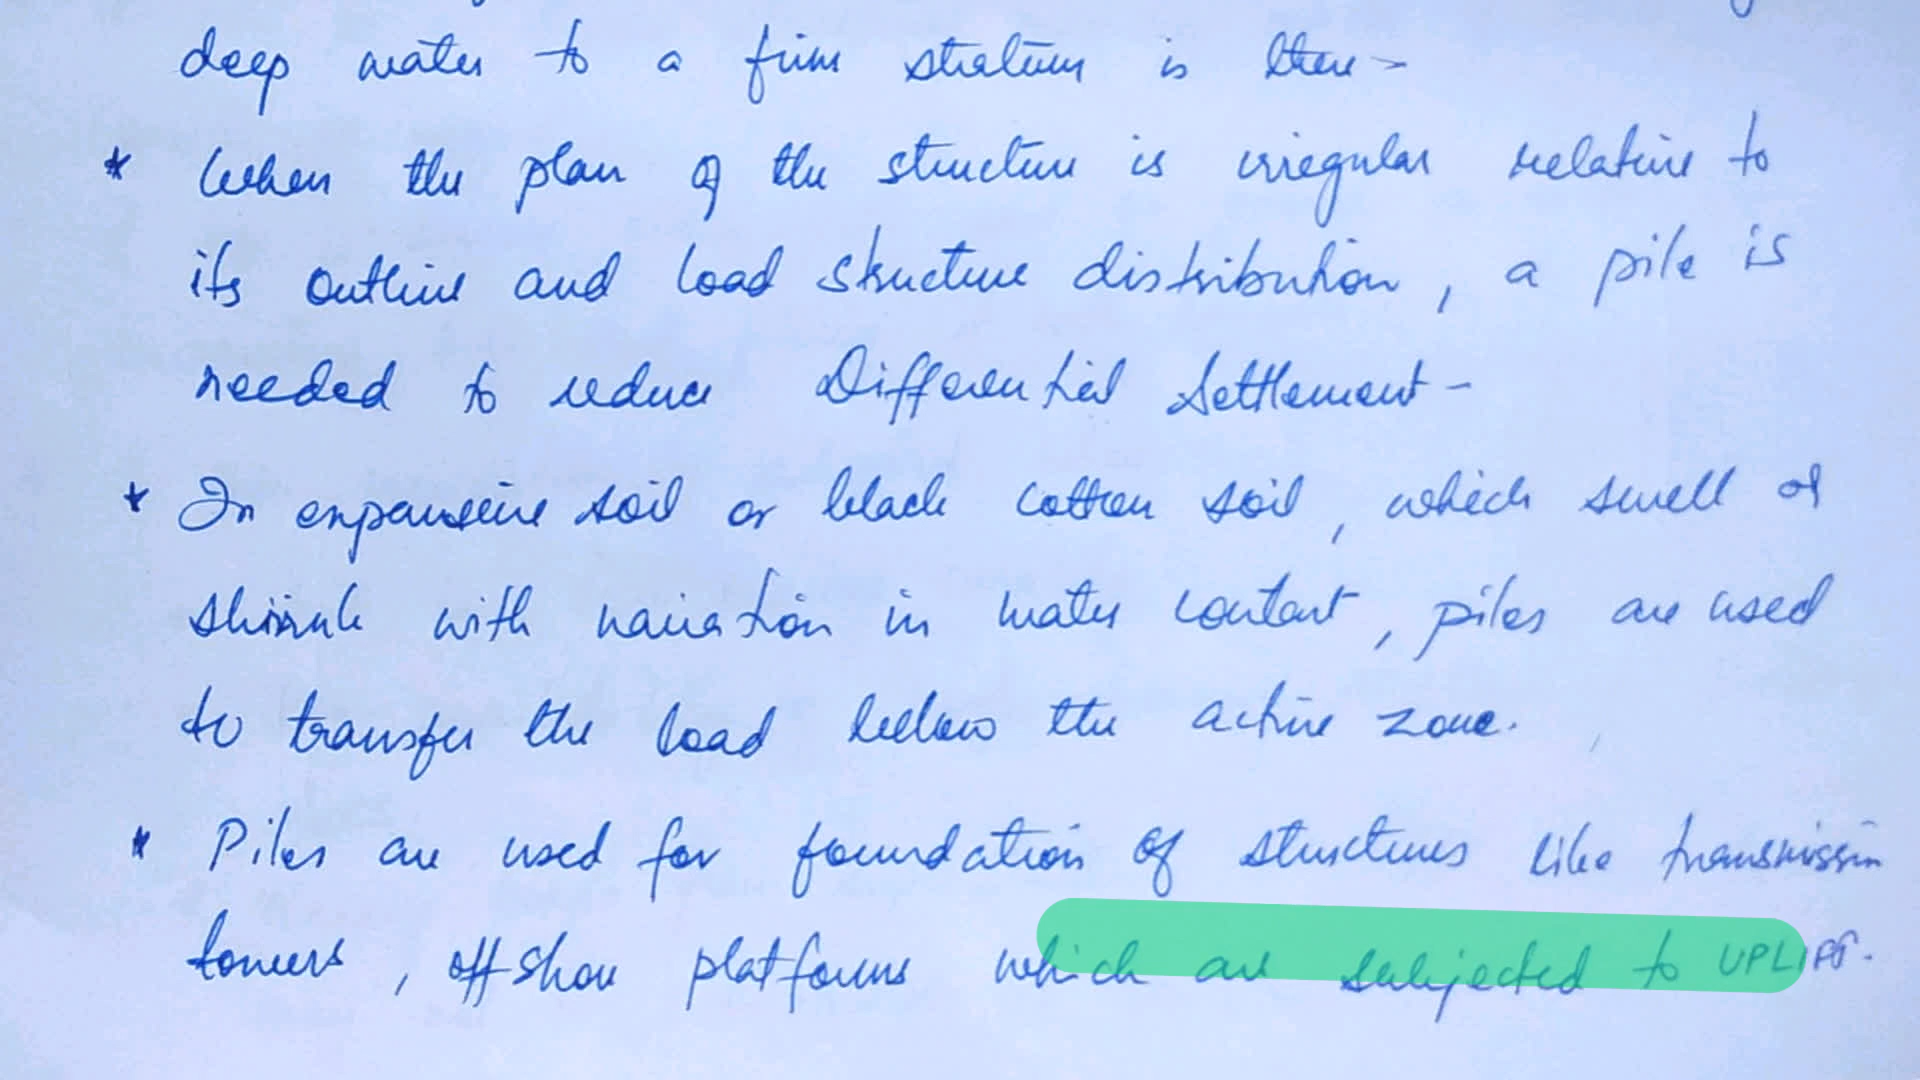 deep water to a firm stratum is there -
* When the plan of the structure is irregular relative to
its outline and load structure distribution, a pile is
needed to reduce Differential Settlement -
* In expansive soil or black cotton soil, which swell or
shrink with variation in water content, piles are used
to transfer the load below the active zone.
* Piles are used for foundation of structures like transmission
towers, offshore platforms which are subjected to UPLIFT.